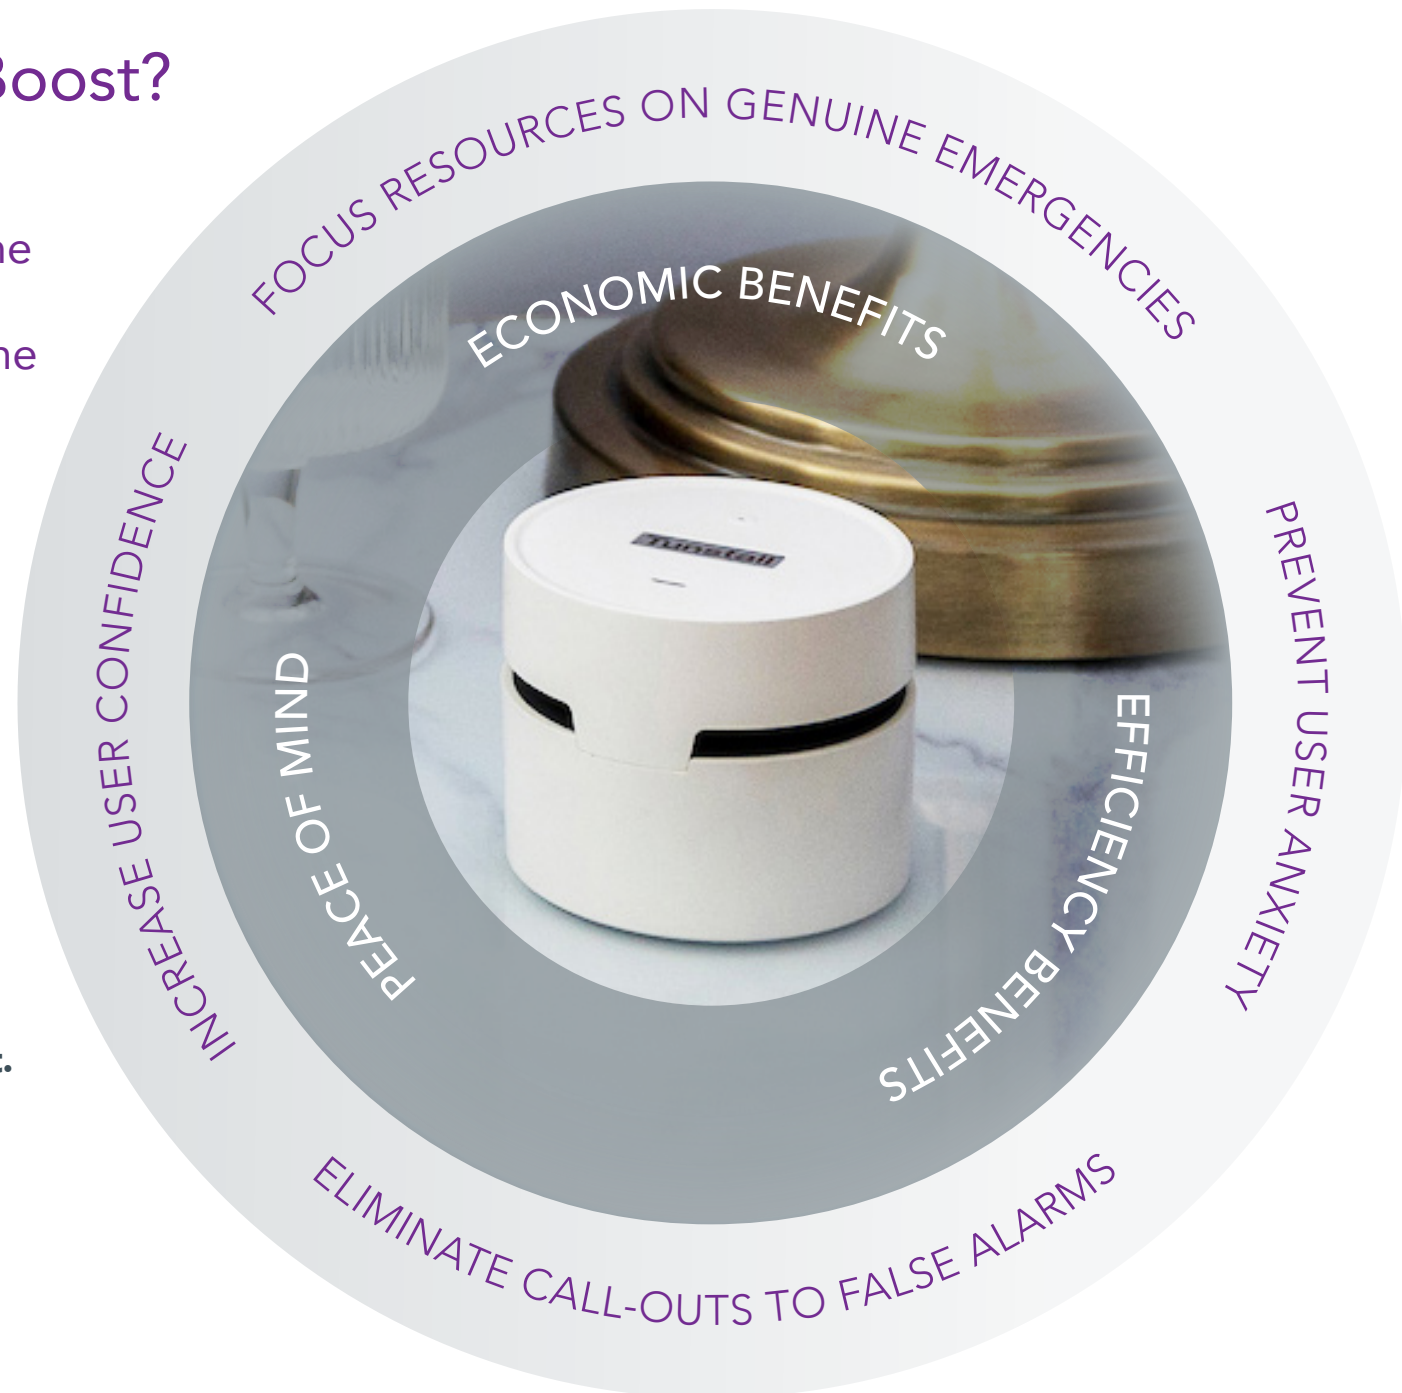 Boost?
ne
ne
t.
FOCUS RESOURCES ON GENUINE EMERGENCIES
PREVENT USER ANXIETY
ELIMINATE CALL-OUTS TO FALSE ALARMS
INCREASE USER CONFIDENCE
ECONOMIC BENEFITS
EFFICIENCY BENEFITS
PEACE OF MIND
Tunstall